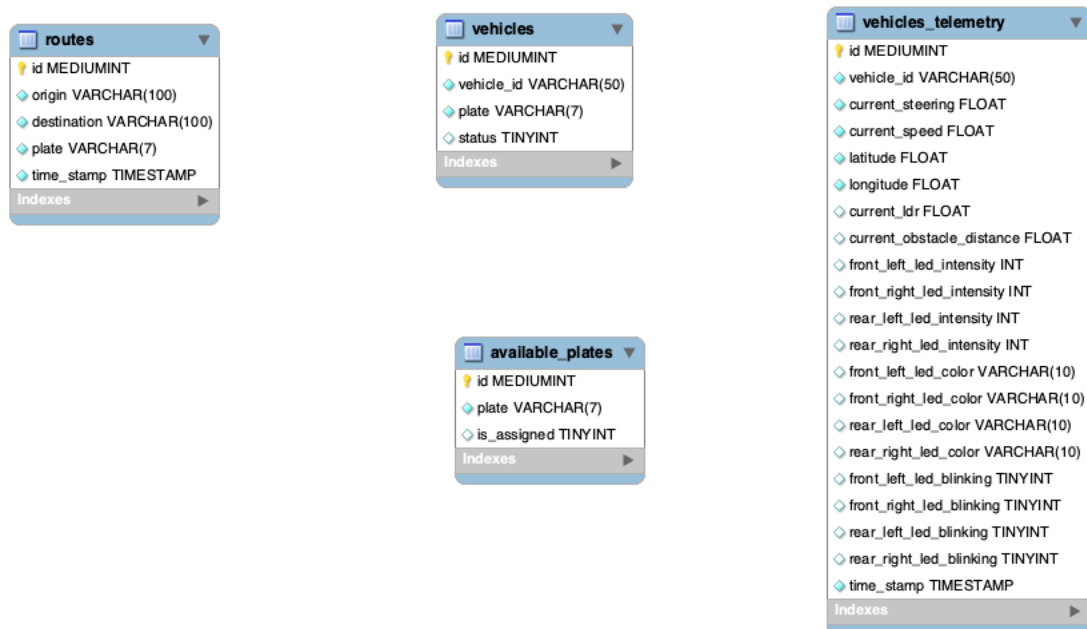 routes
id MEDIUMINT
origin VARCHAR(100)
destination VARCHAR(100)
plate VARCHAR(7)
time_stamp TIMESTAMP
Indexes
vehicles
id MEDIUMINT
vehicle_id VARCHAR(50)
plate VARCHAR(7)
status TINYINT
Indexes
available_plates
id MEDIUMINT
plate VARCHAR(7)
is_assigned TINYINT
Indexes
vehicles_telemetry
id MEDIUMINT
vehicle_id VARCHAR(50)
current_steering FLOAT
current_speed FLOAT
latitude FLOAT
longitude FLOAT
current_ldr FLOAT
current_obstacle_distance FLOAT
front_left_led_intensity INT
front_right_led_intensity INT
rear_left_led_intensity INT
rear_right_led_intensity INT
front_left_led_color VARCHAR(10)
front_right_led_color VARCHAR(10)
rear_left_led_color VARCHAR(10)
rear_right_led_color VARCHAR(10)
front_left_led_blinking TINYINT
front_right_led_blinking TINYINT
rear_left_led_blinking TINYINT
rear_right_led_blinking TINYINT
time_stamp TIMESTAMP
Indexes